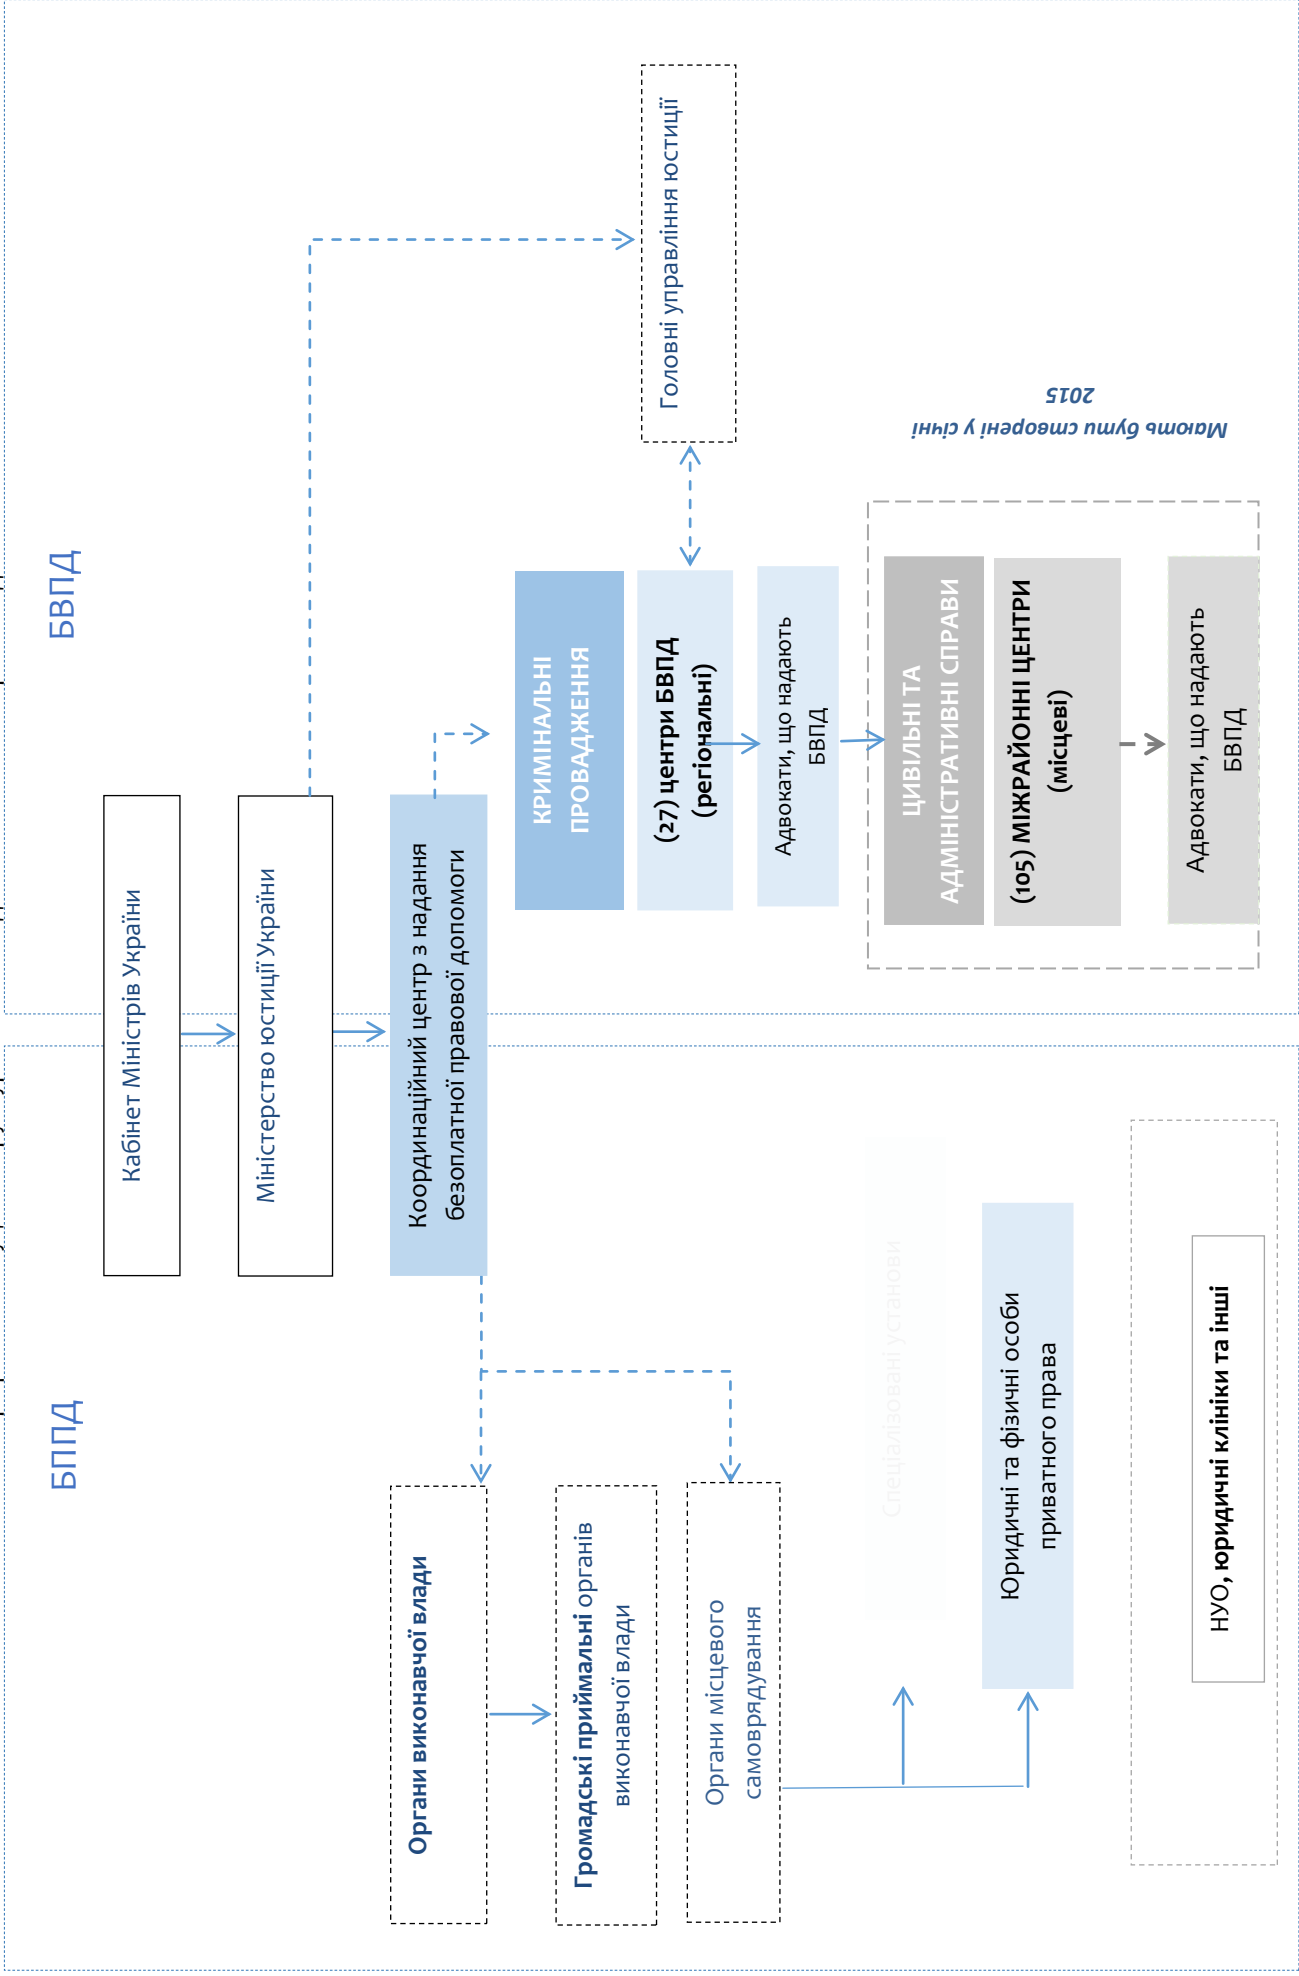 БППД
БВПД
Кабінет Міністрів України
Міністерство юстиції України
Координаційний центр з надання
безоплатної правової допомоги
Органи виконавчої влади
Громадські приймальні органів
виконавчої влади
Органи місцевого
самоврядування
Спеціалізовані установи
Юридичні та фізичні особи
приватного права
НУО, юридичні клініки та інші
КРИМІНАЛЬНІ
ПРОВАДЖЕННЯ
(27) центри БВПД
(регіональні)
Головні управління юстиції
Адвокати, що надають
БВПД
ЦИВІЛЬНІ ТА
АДМІНІСТРАТИВНІ СПРАВИ
(105) МІЖРАЙОННІ ЦЕНТРИ
(місцеві)
Адвокати, що надають
БВПД
Мають бути створені у січні
2015